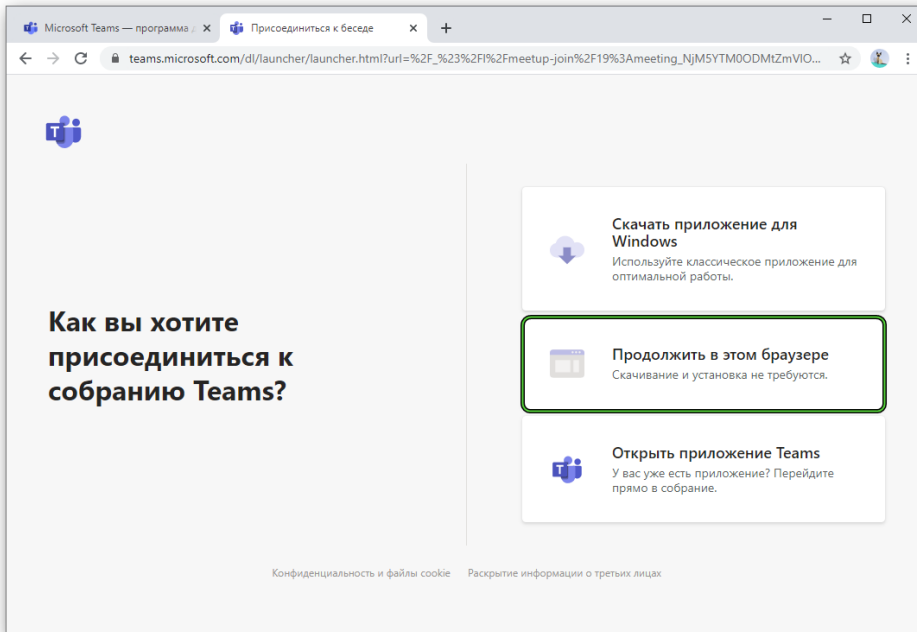 Microsoft Teams — программа
Присоединиться к беседе
teams.microsoft.com/dl/launcher/launcher.html?url=%2F_%23%2Fl%2Fmeetup-join%2F19%3Ameeting_NjM5YTM0ODMtZmVlO...
T
Скачать приложение для
Windows
Используйте классическое приложение для
оптимальной работы.
Как вы хотите
присоединиться к
собранию Teams?
Продолжить в этом браузере
Скачивание и установка не требуются.
Открыть приложение Teams
У вас уже есть приложение? Перейдите
прямо в собрание.
T
Конфиденциальность и файлы cookie
Раскрытие информации о третьих лицах